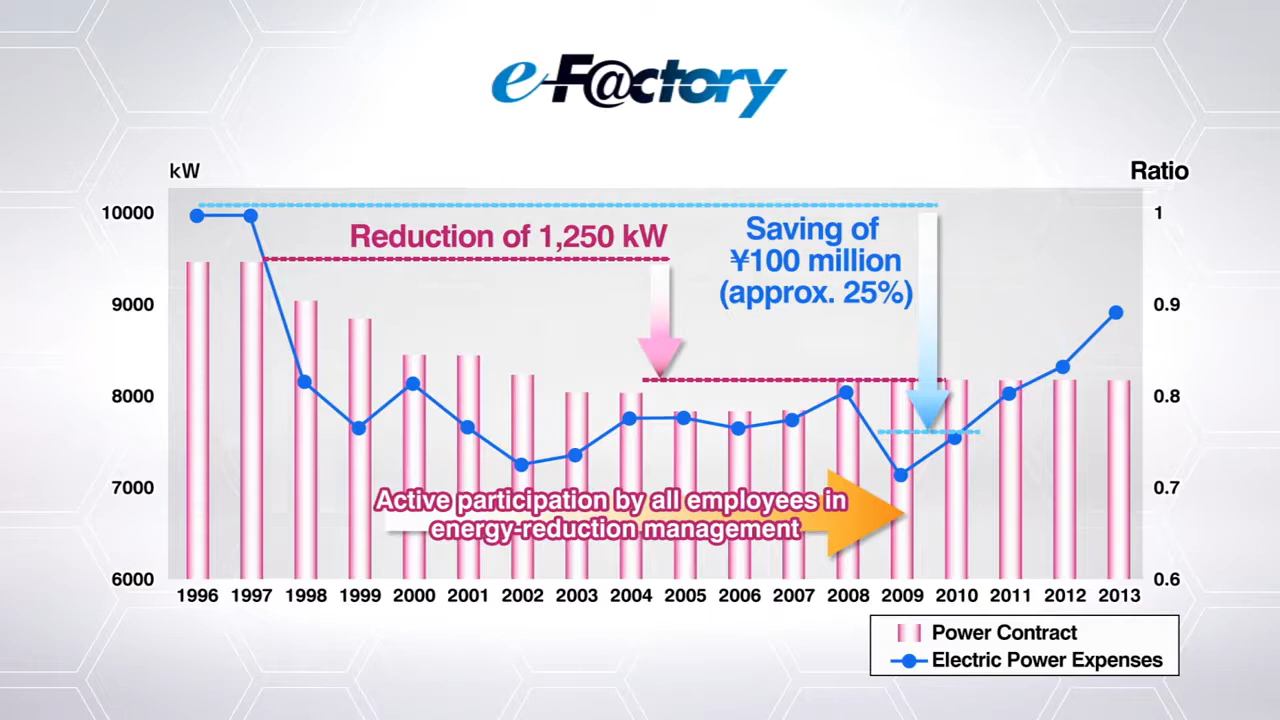 e-F@ctory
kW
Ratio
10000
9000
8000
7000
6000
1
0.9
0.8
0.7
0.6
Reduction of 1,250 kW
Saving of
¥100 million
(approx. 25%)
Active participation by all employees in
energy-reduction management
1996 1997 1998 1999 2000 2001 2002 2003 2004 2005 2006 2007 2008 2009 2010 2011 2012 2013
Power Contract
Electric Power Expenses